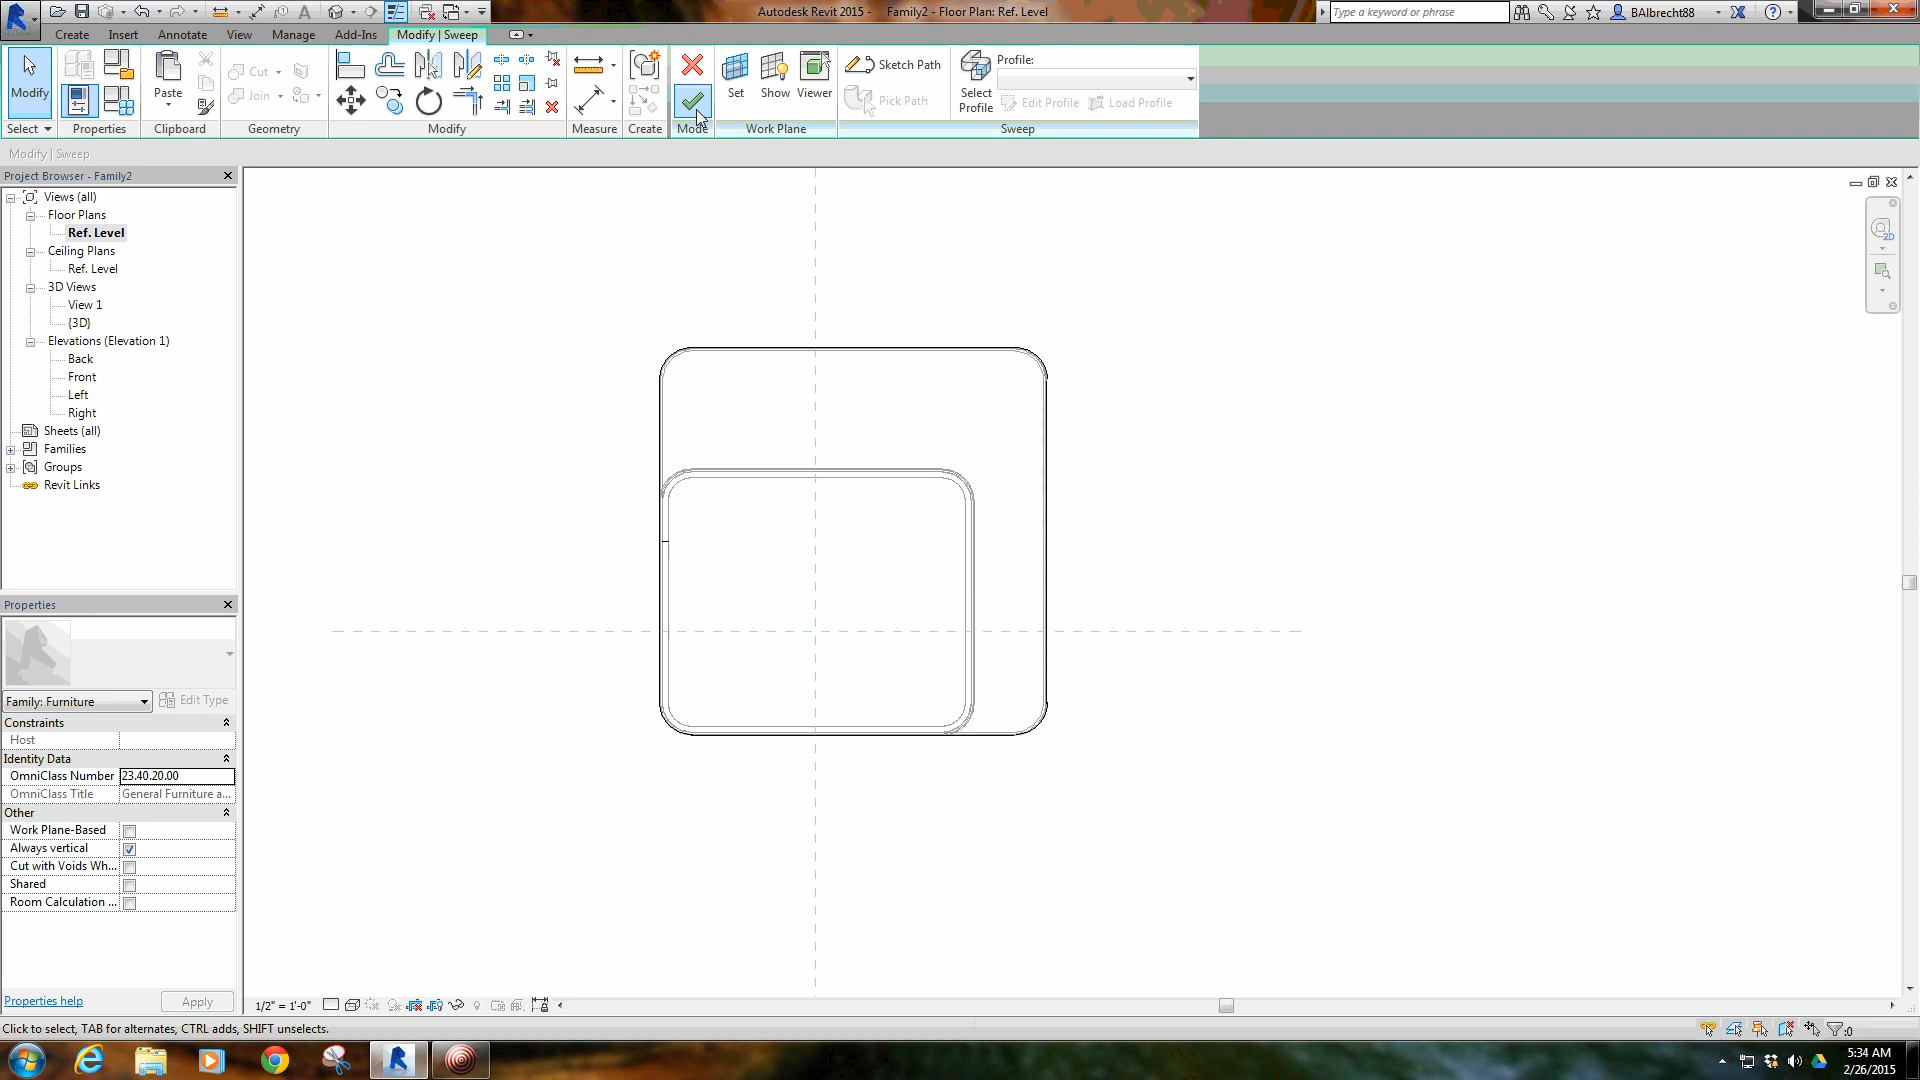 Autodesk Revit 2015 - Family2 - Floor Plan: Ref. Level
Type a keyword or phrase
BAlbrecht88
Create Insert Annotate View Manage Add-Ins Modify | Sweep
Modify
Select
Properties
Paste
Clipboard
Cut
Join
Geometry
Modify
Measure
Create
Mode
Set Show Viewer
Work Plane
Sketch Path
Pick Path
Select Profile
Profile:
Edit Profile Load Profile
Sweep
Modify | Sweep
Project Browser - Family2
Views (all)
Floor Plans
Ref. Level
Ceiling Plans
Ref. Level
3D Views
View 1
{3D}
Elevations (Elevation 1)
Back
Front
Left
Right
Sheets (all)
Families
Groups
Revit Links
2D
Properties
Family: Furniture Edit Type
Constraints
Host
Identity Data
OmniClass Number 23.40.20.00
OmniClass Title General Furniture a...
Other
Work Plane-Based
Always vertical
Cut with Voids Wh...
Shared
Room Calculation ...
Properties help Apply
1/2" = 1'-0"
Click to select, TAB for alternates, CTRL adds, SHIFT unselects.
:0
5:34 AM
2/26/2015